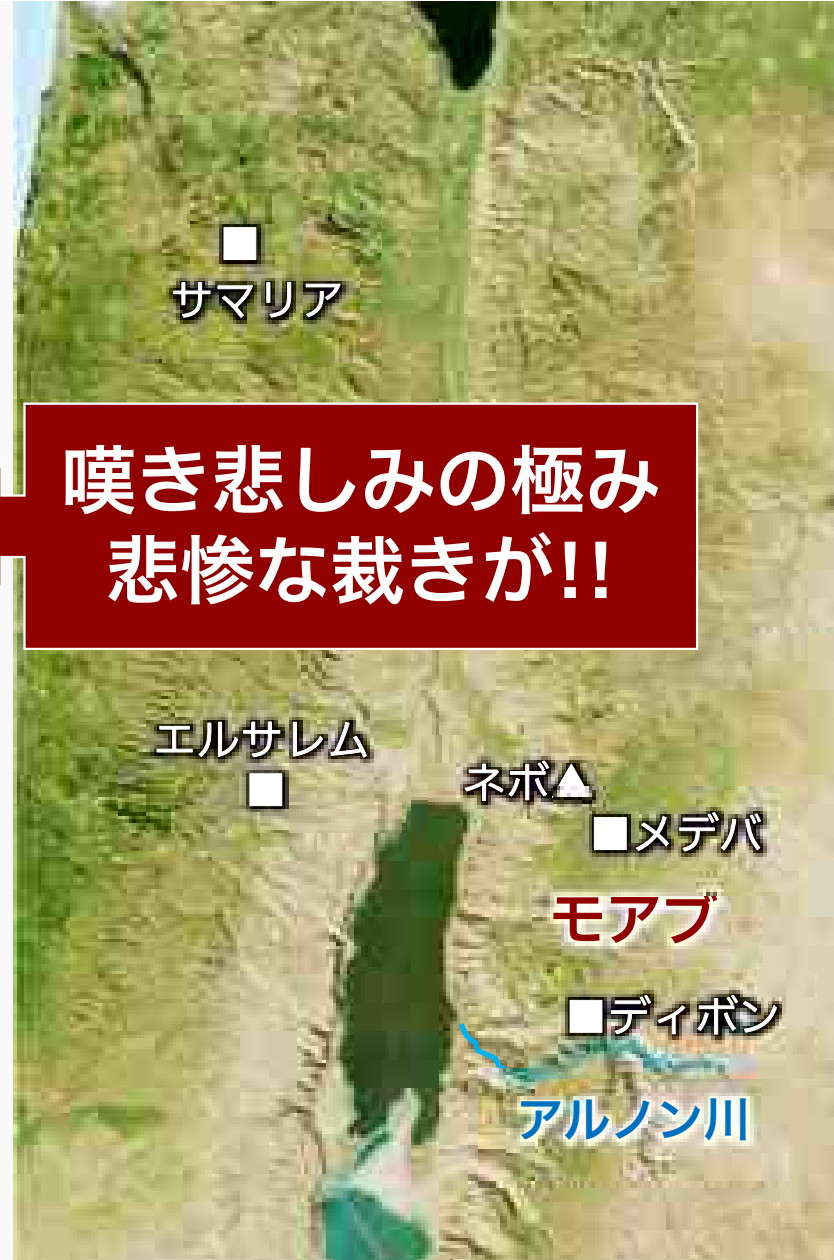 サマリア
嘆き悲しみの極み
悲惨な裁きが!!
エルサレム
ネボ
メデバ
モアブ
ディボン
アルノン川